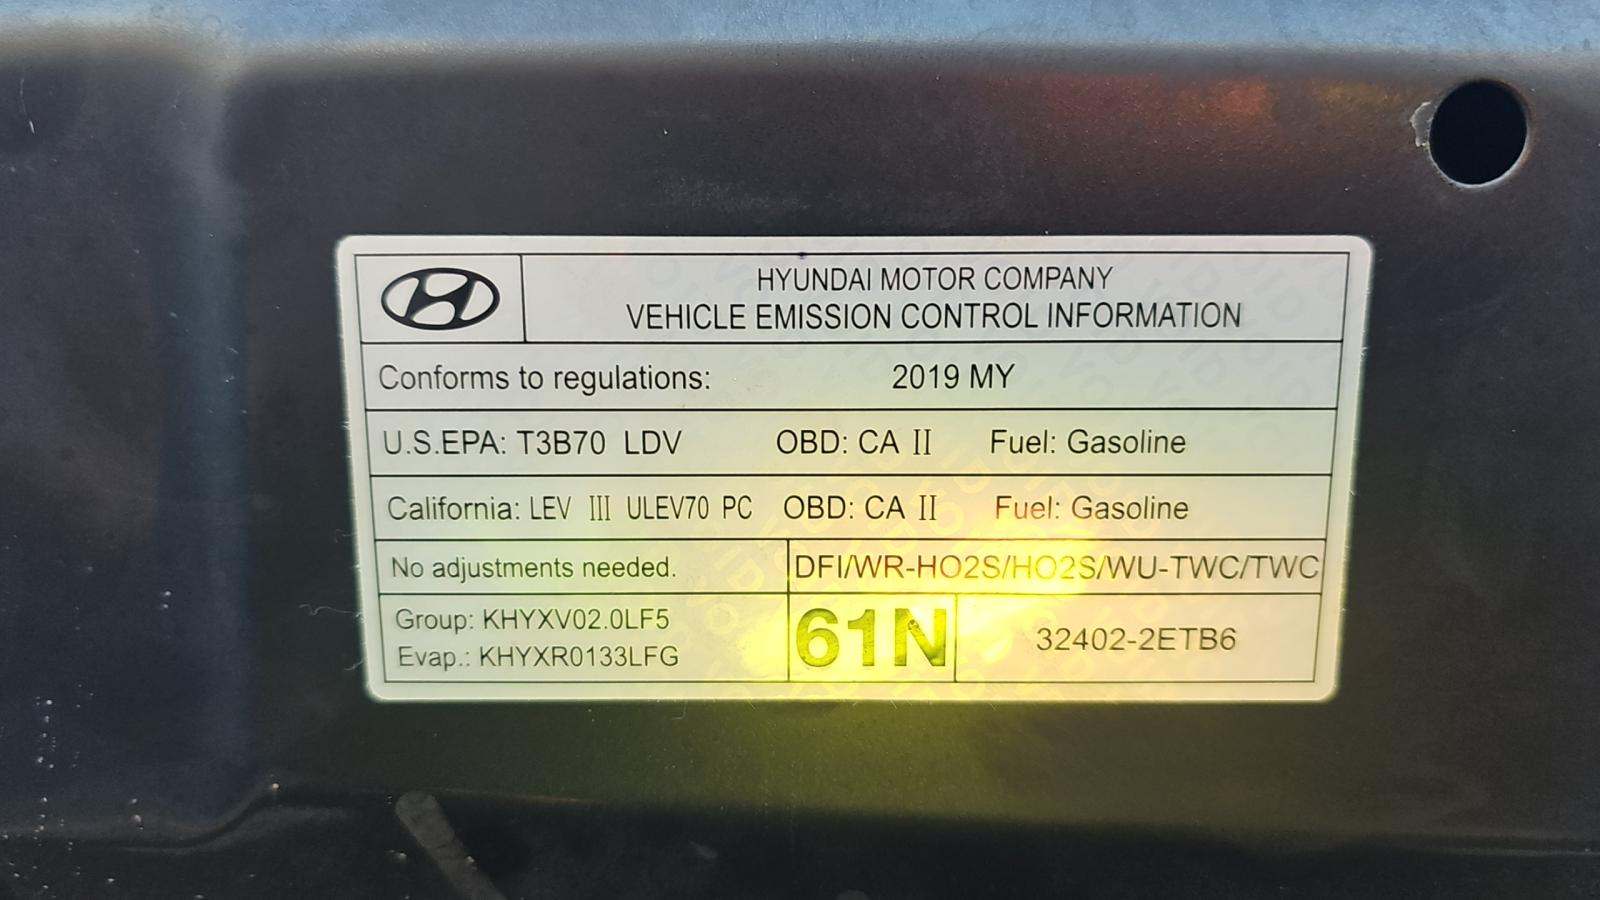 HYUNDAI MOTOR COMPANY
VEHICLE EMISSION CONTROL INFORMATION
Conforms to regulations: 2019 MY
U.S.EPA: T3B70 LDV OBD: CA II Fuel: Gasoline
California: LEV III ULEV70 PC OBD: CA II Fuel: Gasoline
No adjustments needed. DFI/WR-HO2S/HO2S/WU-TWC/TWC
Group: KHYXV02.0LF5
Evap.: KHYXR0133LFG
61N
32402-2ETB6